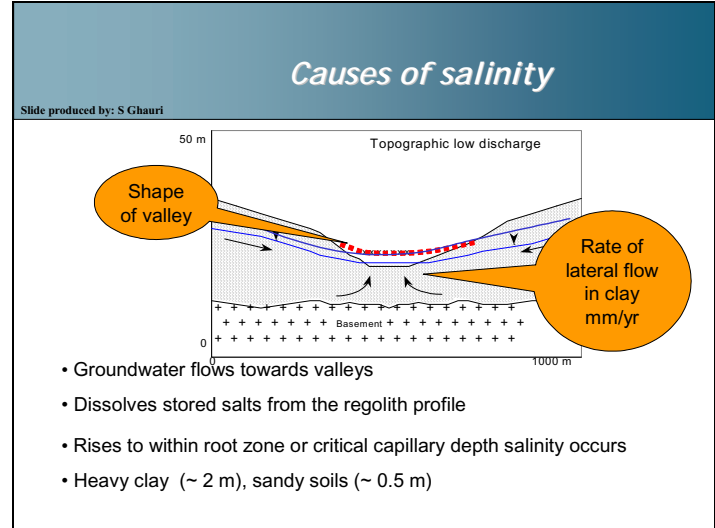 Causes of salinity
Slide produced by: S Ghauri
50 m
Topographic low discharge
Shape
of valley
Rate of
lateral flow
in clay
mm/yr
Basement
0
0
1000 m
• Groundwater flows towards valleys
• Dissolves stored salts from the regolith profile
• Rises to within root zone or critical capillary depth salinity occurs
• Heavy clay (~ 2 m), sandy soils (~ 0.5 m)